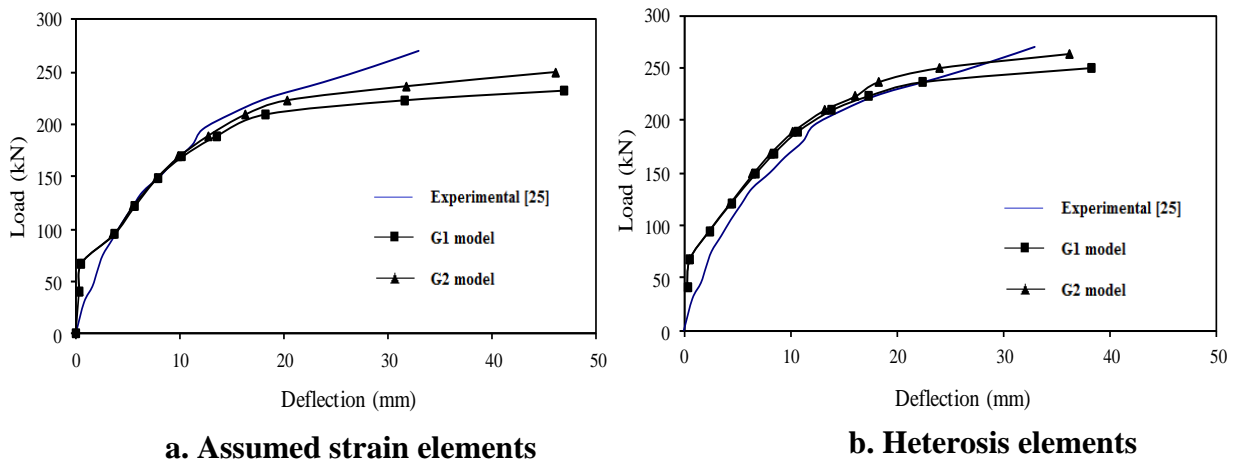 300
250
200
150
100
50
0
Load (kN)
Experimental [25]
G1 model
G2 model
0 10 20 30 40 50
Deflection (mm)
a. Assumed strain elements
300
250
200
150
100
50
0
Load (kN)
Experimental [25]
G1 model
G2 model
0 10 20 30 40 50
Deflection (mm)
b. Heterosis elements